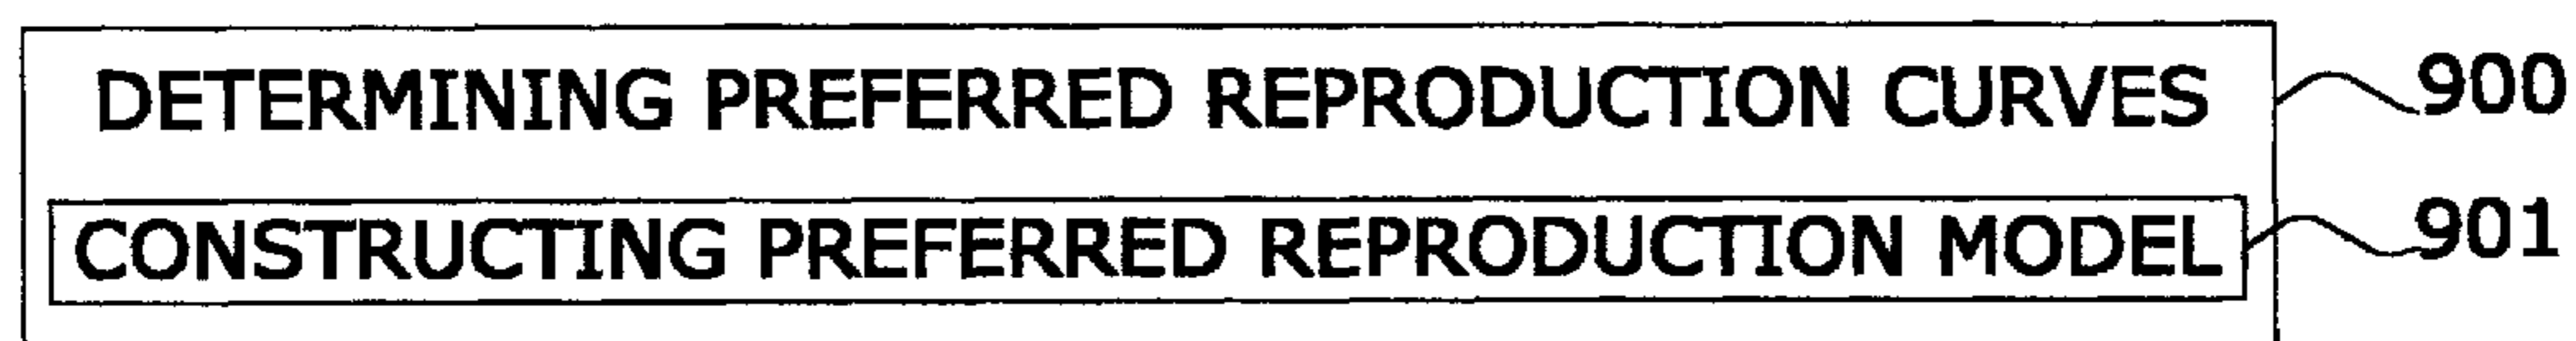 DETERMINING PREFERRED REPRODUCTION CURVES 900
CONSTRUCTING PREFERRED REPRODUCTION MODEL 901